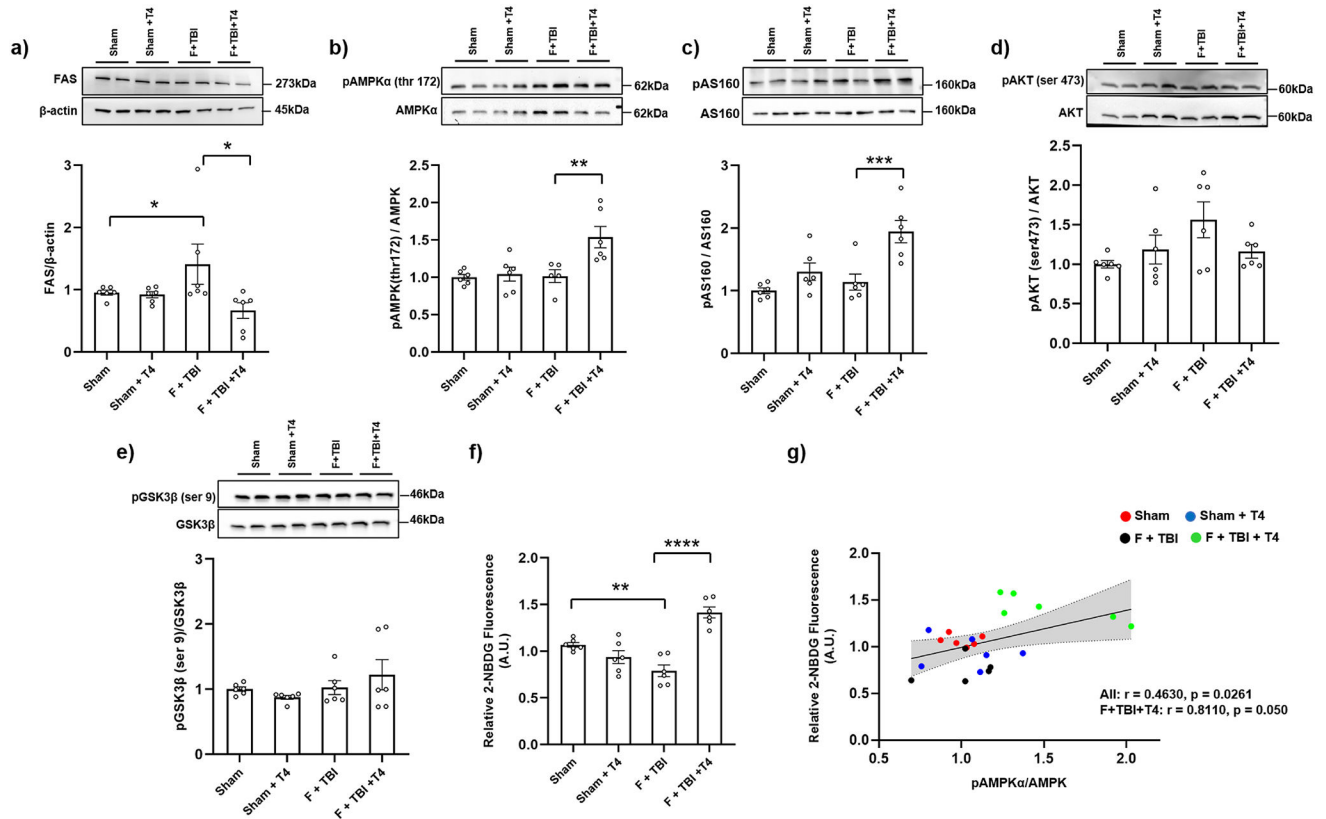 a)
Sham
Sham +T4
F+TBI
F+TBI+T4
FAS
273kDa
β-actin
45kDa
FAS/β-actin
3
2
1
0
*
*
Sham
Sham + T4
F + TBI
F + TBI +T4
b)
Sham
Sham +T4
F+TBI
F+TBI+T4
pAMPKα (thr 172)
62kDa
AMPKα
62kDa
pAMPK(thr172) / AMPK
2.5
2.0
1.5
1.0
0.5
0.0
**
Sham
Sham + T4
F + TBI
F + TBI +T4
c)
Sham
Sham +T4
F+TBI
F+TBI+T4
pAS160
160kDa
AS160
160kDa
pAS160 / AS160
3
2
1
0
***
Sham
Sham + T4
F + TBI
F + TBI +T4
d)
Sham
Sham +T4
F+TBI
F+TBI+T4
pAKT (ser 473)
60kDa
AKT
60kDa
pAKT (ser473) / AKT
2.5
2.0
1.5
1.0
0.5
0.0
Sham
Sham + T4
F + TBI
F + TBI +T4
e)
Sham
Sham +T4
F+TBI
F+TBI+T4
pGSK3β (ser 9)
46kDa
GSK3β
46kDa
pGSK3β (ser 9)/GSK3β
3
2
1
0
Sham
Sham + T4
F + TBI
F + TBI +T4
f)
Relative 2-NBDG Fluorescence
(A.U.)
2.0
1.5
1.0
0.5
0.0
**
****
Sham
Sham + T4
F + TBI
F + TBI +T4
g)
Sham
Sham + T4
F + TBI
F + TBI + T4
Relative 2-NBDG Fluorescence
(A.U.)
2.0
1.5
1.0
0.5
0.0
All: r = 0.4630, p = 0.0261
F+TBI+T4: r = 0.8110, p = 0.050
0.5
1.0
1.5
2.0
pAMPKα/AMPK